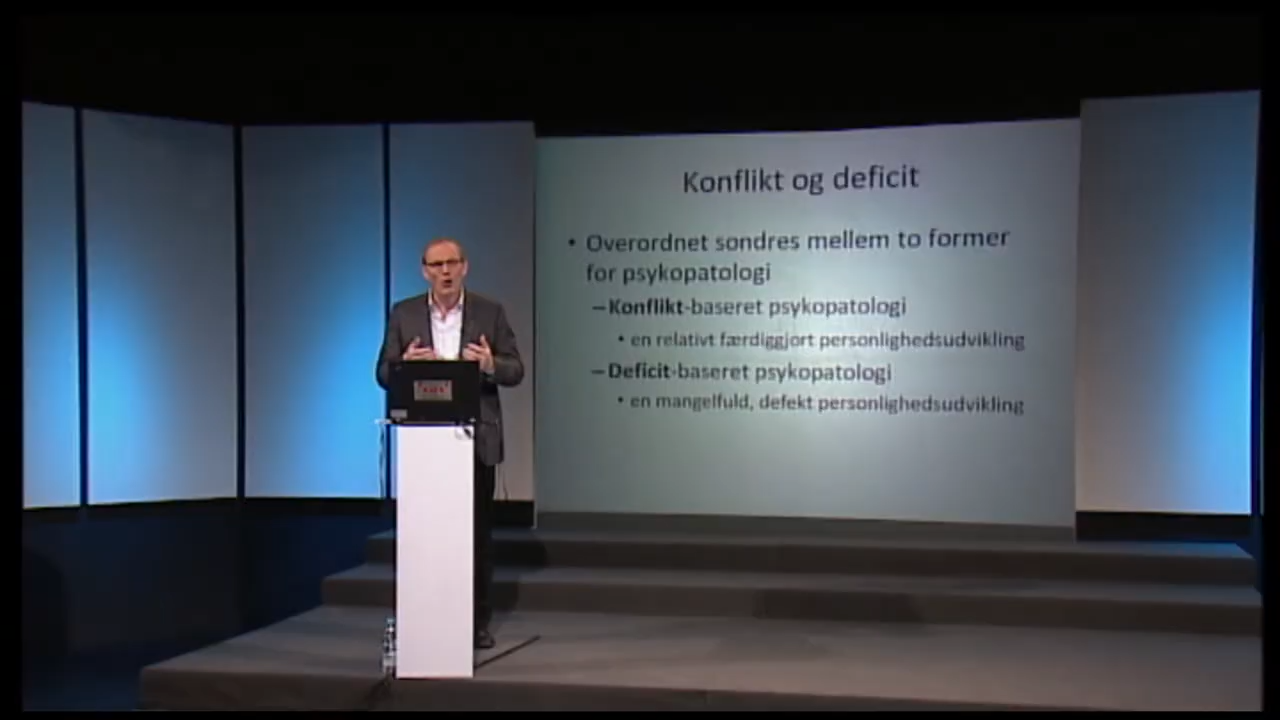 Konflikt og deficit
• Overordnet sondres mellem to former
for psykopatologi
– Konflikt-baseret psykopatologi
• en relativt færdiggjort personlighedsudvikling
– Deficit-baseret psykopatologi
• en mangelfuld, defekt personlighedsudvikling